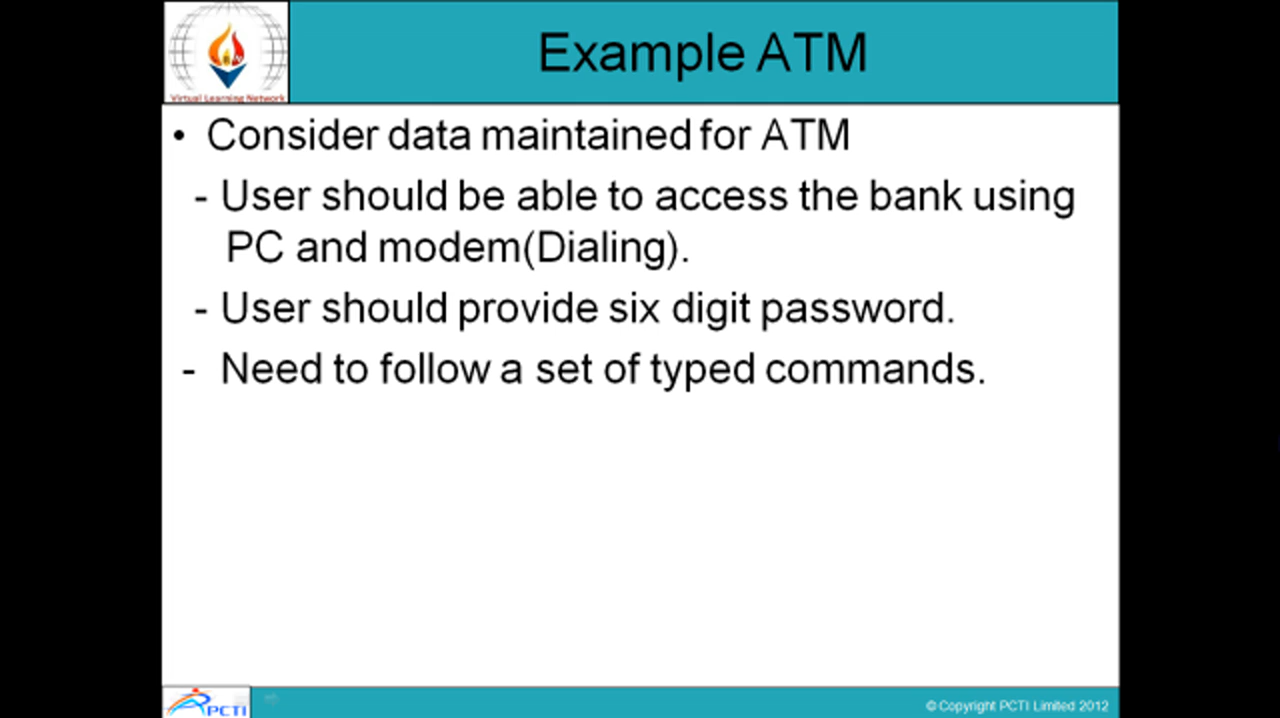 Example ATM
Virtual Learning Network
• Consider data maintained for ATM
- User should be able to access the bank using
PC and modem(Dialing).
- User should provide six digit password.
- Need to follow a set of typed commands.
PCTI
© Copyright PCTI Limited 2012